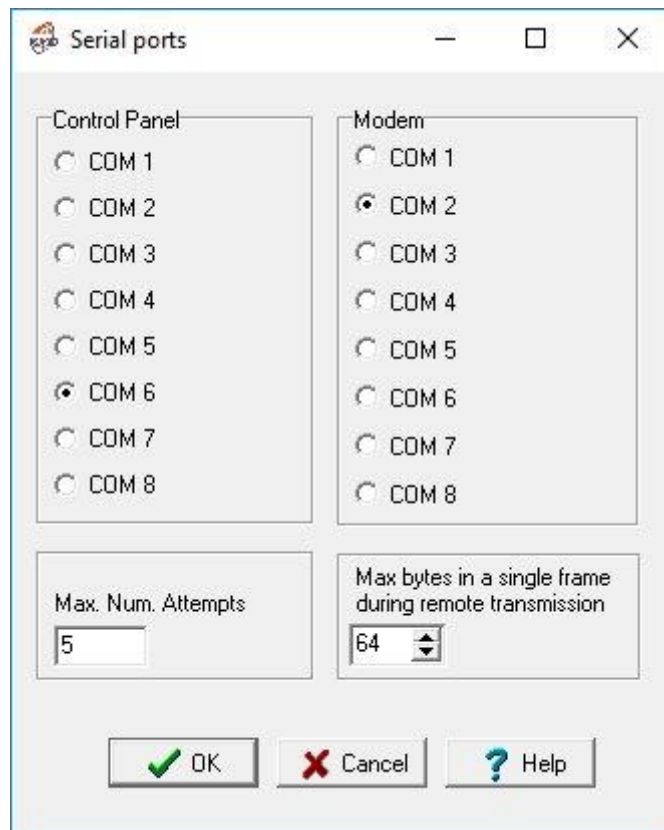 Serial ports
Control Panel
COM 1
COM 2
COM 3
COM 4
COM 5
COM 6
COM 7
COM 8
Modem
COM 1
COM 2
COM 3
COM 4
COM 5
COM 6
COM 7
COM 8
Max. Num. Attempts
5
Max bytes in a single frame
during remote transmission
64
OK
Cancel
? Help